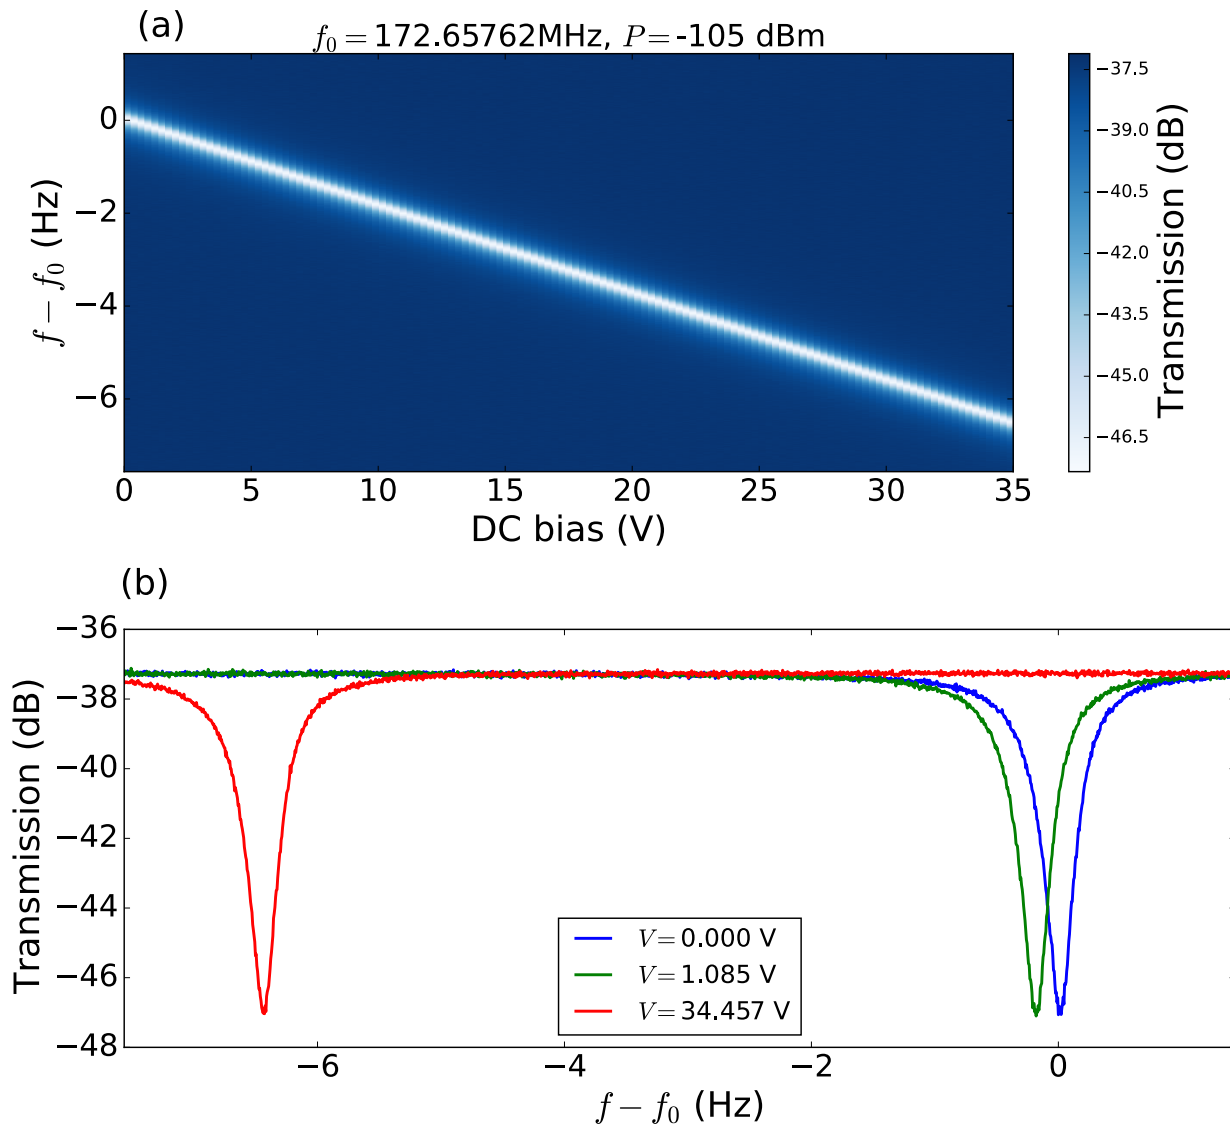 (a)
f₀ = 172.65762MHz, P = -105 dBm
f − f₀ (Hz)
0
−2
−4
−6
0 5 10 15 20 25 30 35
DC bias (V)
−37.5
−39.0
−40.5
−42.0
−43.5
−45.0
−46.5
Transmission (dB)
(b)
Transmission (dB)
−36
−38
−40
−42
−44
−46
−48
V = 0.000 V
V = 1.085 V
V = 34.457 V
−6 −4 −2 0
f − f₀ (Hz)